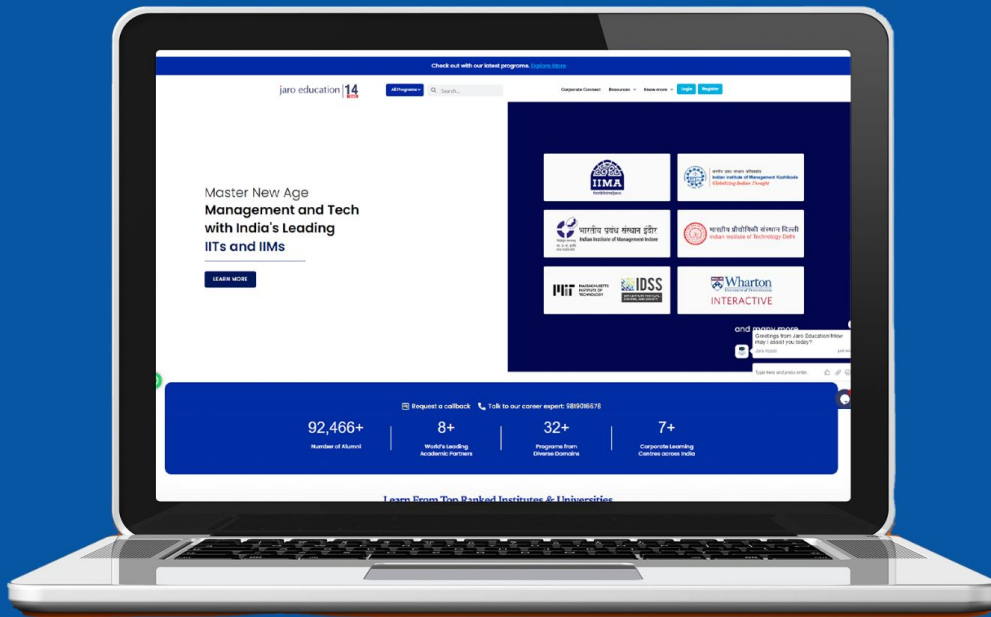 Check out with our latest programs. Explore More
jaro education 14
All Programs
Search...
Corporate Connect
Resources
Know more
Login
Register
Master New Age
Management and Tech
with India's Leading
IITs and IIMs
LEARN MORE
IIMA
Indian Institute of Management Kozhikode
Globalizing Indian Thought
भारतीय प्रबंध संस्थान इंदौर
Indian Institute of Management Indore
भारतीय प्रौद्योगिकी संस्थान दिल्ली
Indian Institute of Technology Delhi
MASSACHUSETTS
INSTITUTE OF
TECHNOLOGY
IDSS
Wharton
INTERACTIVE
and many more
Greetings from Jaro Education! How
may I assist you today?
Type here and press enter.
Request a callback
Talk to our career expert: 9819016678
92,466+
Number of Alumni
8+
World's Leading
Academic Partners
32+
Programs from
Diverse Domains
7+
Corporate Learning
Centres across India
Learn From Top Ranked Institutes & Universities